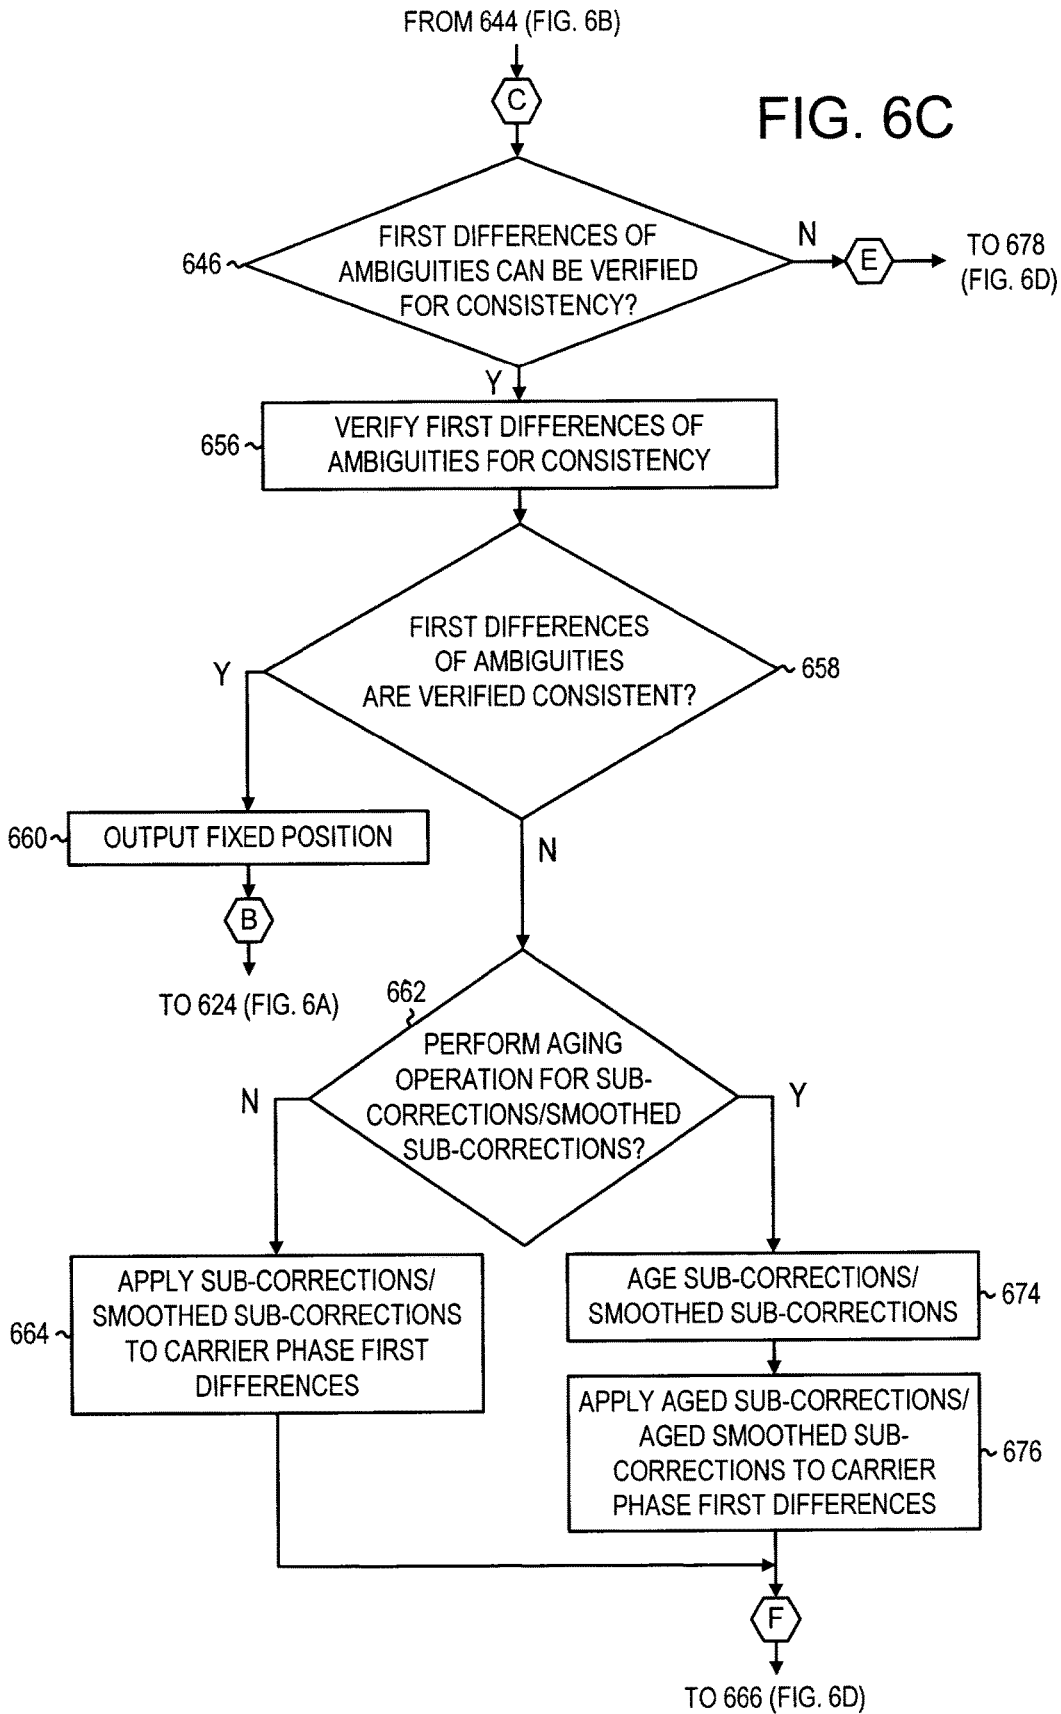 FROM 644 (FIG. 6B)
C
FIG. 6C
646
FIRST DIFFERENCES OF
AMBIGUITIES CAN BE VERIFIED
FOR CONSISTENCY?
N
E
TO 678
(FIG. 6D)
Y
656
VERIFY FIRST DIFFERENCES OF
AMBIGUITIES FOR CONSISTENCY
FIRST DIFFERENCES
OF AMBIGUITIES
ARE VERIFIED CONSISTENT?
658
Y
660
OUTPUT FIXED POSITION
N
B
TO 624 (FIG. 6A)
662
PERFORM AGING
OPERATION FOR SUB-
CORRECTIONS/SMOOTHED
SUB-CORRECTIONS?
N
Y
664
APPLY SUB-CORRECTIONS/
SMOOTHED SUB-CORRECTIONS
TO CARRIER PHASE FIRST
DIFFERENCES
AGE SUB-CORRECTIONS/
SMOOTHED SUB-CORRECTIONS
674
APPLY AGED SUB-CORRECTIONS/
AGED SMOOTHED SUB-
CORRECTIONS TO CARRIER
PHASE FIRST DIFFERENCES
676
F
TO 666 (FIG. 6D)